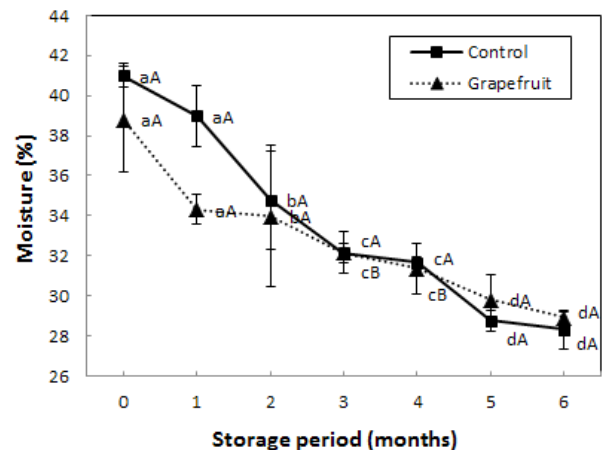 44
42
40
38
36
34
32
30
28
26
Moisture (%)
Control
Grapefruit
aA
aA
aA
aA
bA
bA
cA
cB
cA
cB
dA
dA
dA
dA
0 1 2 3 4 5 6
Storage period (months)